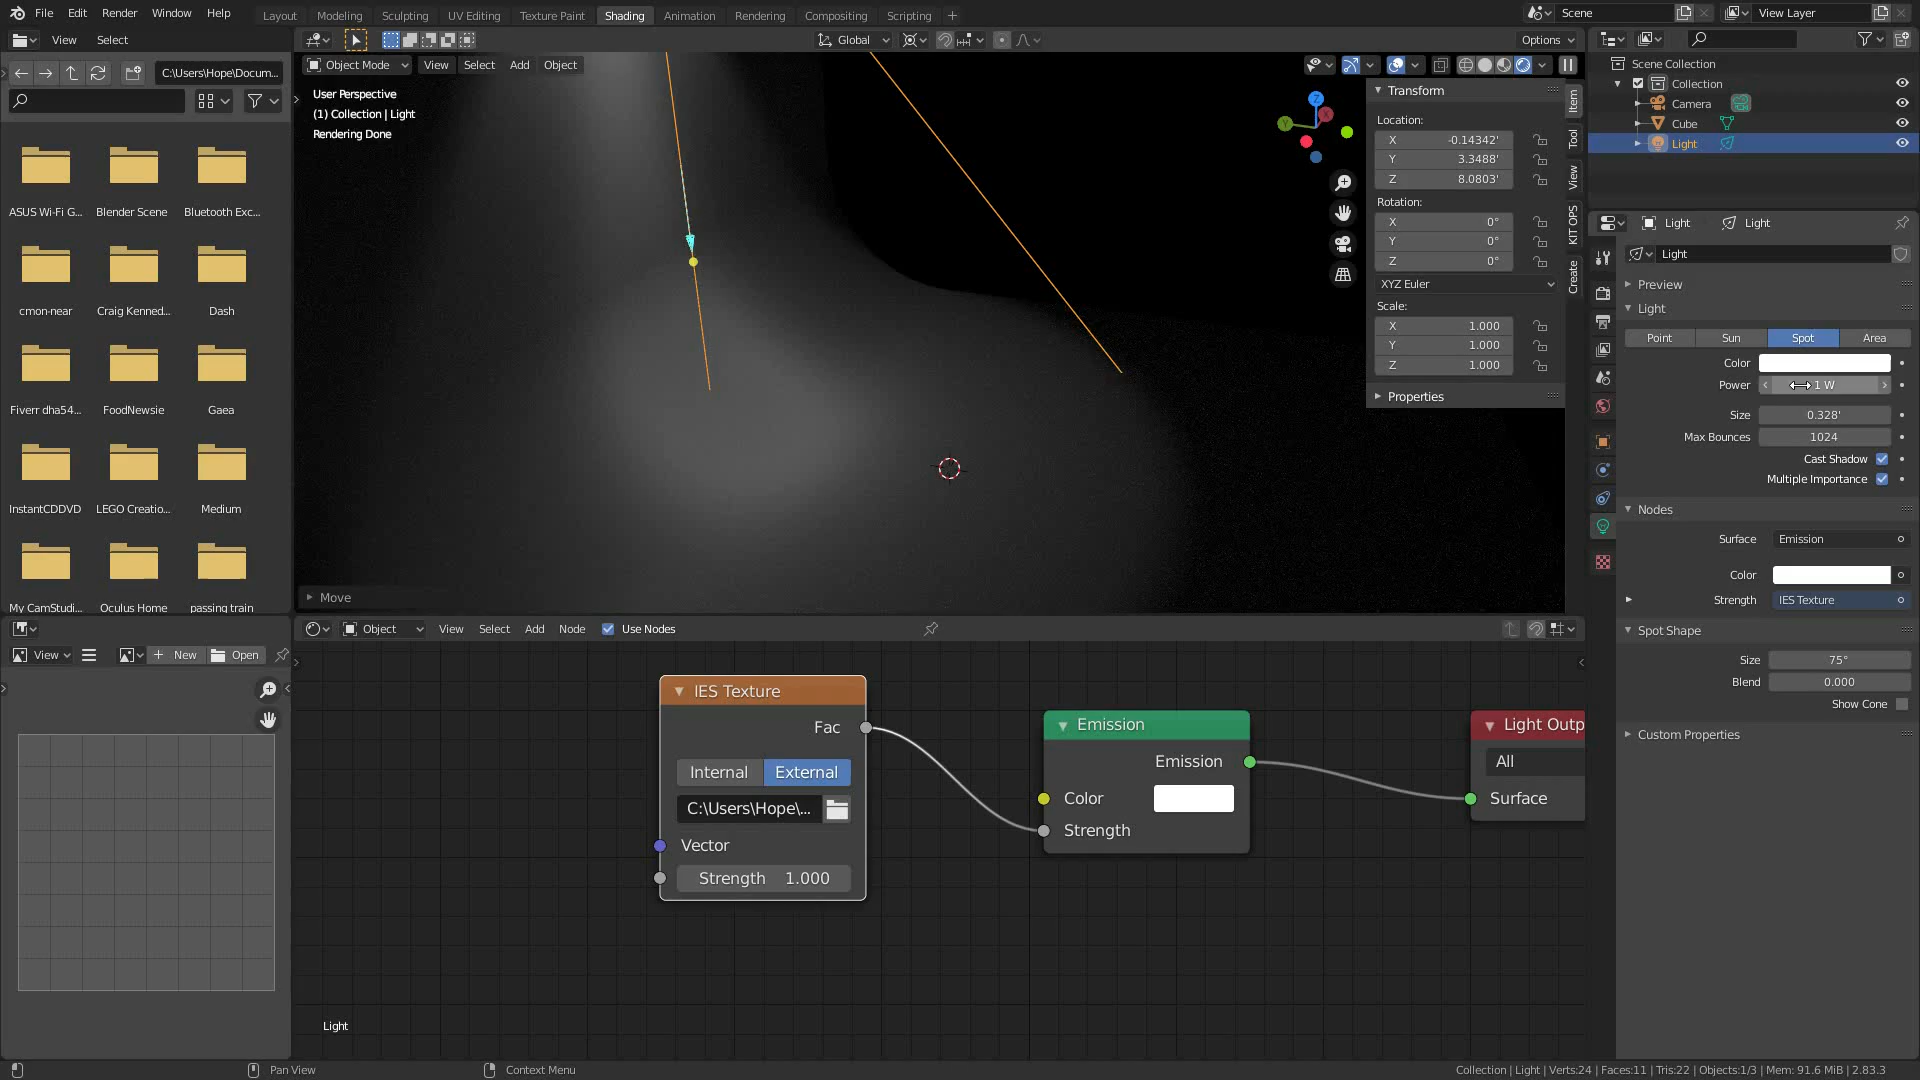 File Edit Render Window Help
Layout Modeling Sculpting UV Editing Texture Paint Shading Animation Rendering Compositing Scripting +
Scene
View Layer
View Select
C:\Users\Hope\Docum...
ASUS Wi-Fi G... Blender Scene Bluetooth Exc...
cmon-near Craig Kenned... Dash
Fiverr dha54... FoodNewsie Gaea
InstantCDDVD LEGO Creatio... Medium
My CamStudi... Oculus Home passing train
Global
Options
Object Mode View Select Add Object
User Perspective
(1) Collection | Light
Rendering Done
Z
Y
X
Move
Transform
Location:
X -0.14342'
Y 3.3488'
Z 8.0803'
Rotation:
X 0°
Y 0°
Z 0°
XYZ Euler
Scale:
X 1.000
Y 1.000
Z 1.000
Properties
Item
Tool
View
KIT OPS
Create
Scene Collection
Collection
Camera
Cube
Light
Light Light
Light
Preview
Light
Point Sun Spot Area
Color
Power 1 W
Size 0.328'
Max Bounces 1024
Cast Shadow
Multiple Importance
Nodes
Surface Emission
Color
Strength IES Texture
Spot Shape
Size 75°
Blend 0.000
Show Cone
Custom Properties
View New Open
Object View Select Add Node Use Nodes
IES Texture
Fac
Internal External
C:\Users\Hope\...
Vector
Strength 1.000
Emission
Emission
Color
Strength
Light Outp
All
Surface
Light
Pan View
Context Menu
Collection | Light | Verts:24 | Faces:11 | Tris:22 | Objects:1/3 | Mem: 91.6 MiB | 2.83.3